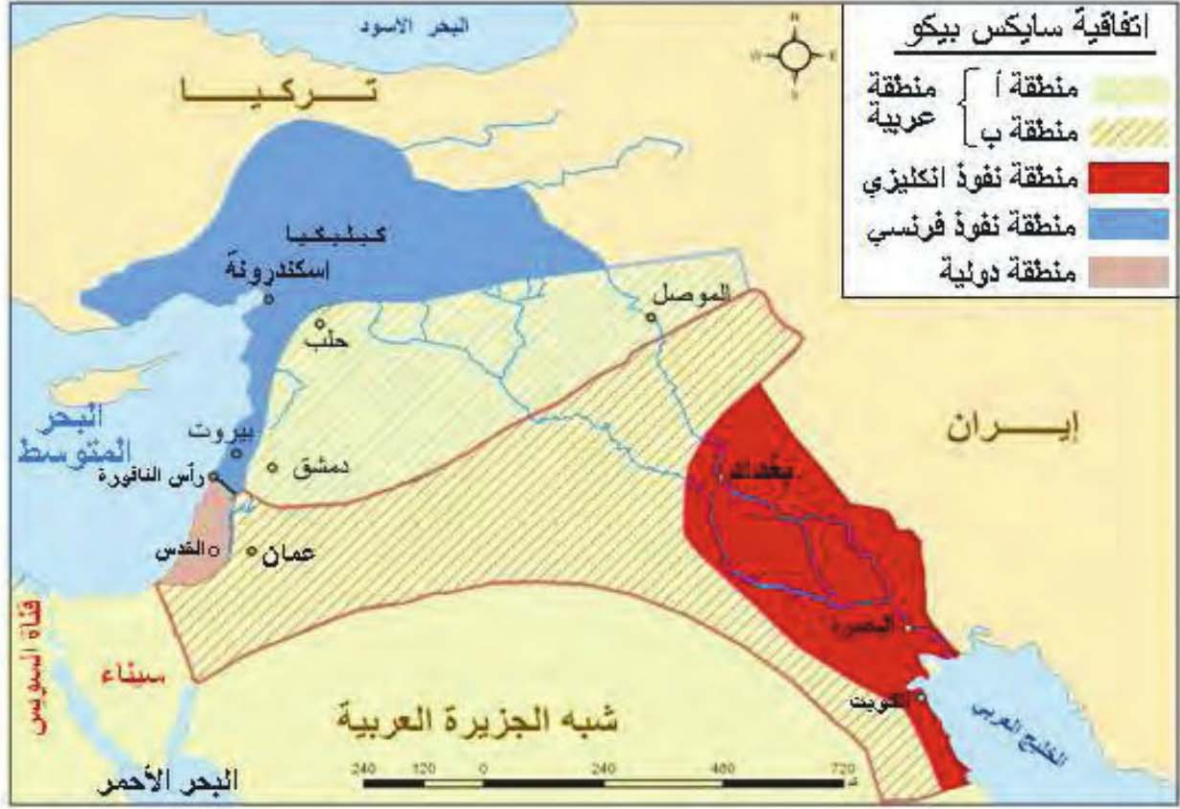 اتفاقية سايكس بيكو
منطقة أ
منطقة ب
منطقة
عربية
منطقة نفوذ انكليزي
منطقة نفوذ فرنسي
منطقة دولية
البحر الاسود
N
W
E
S
تــركـيــــا
كيليكيا
اسكندرونة
الموصل
حلب
إيـــران
البحر
المتوسط
بيروت
دمشق
رأس الناقورة
بغداد
القدس
عمان
البصرة
قناة السويس
سيناء
الكويت
شبه الجزيرة العربية
الخليج العربي
البحر الأحمر
240 120 0 240 480 720